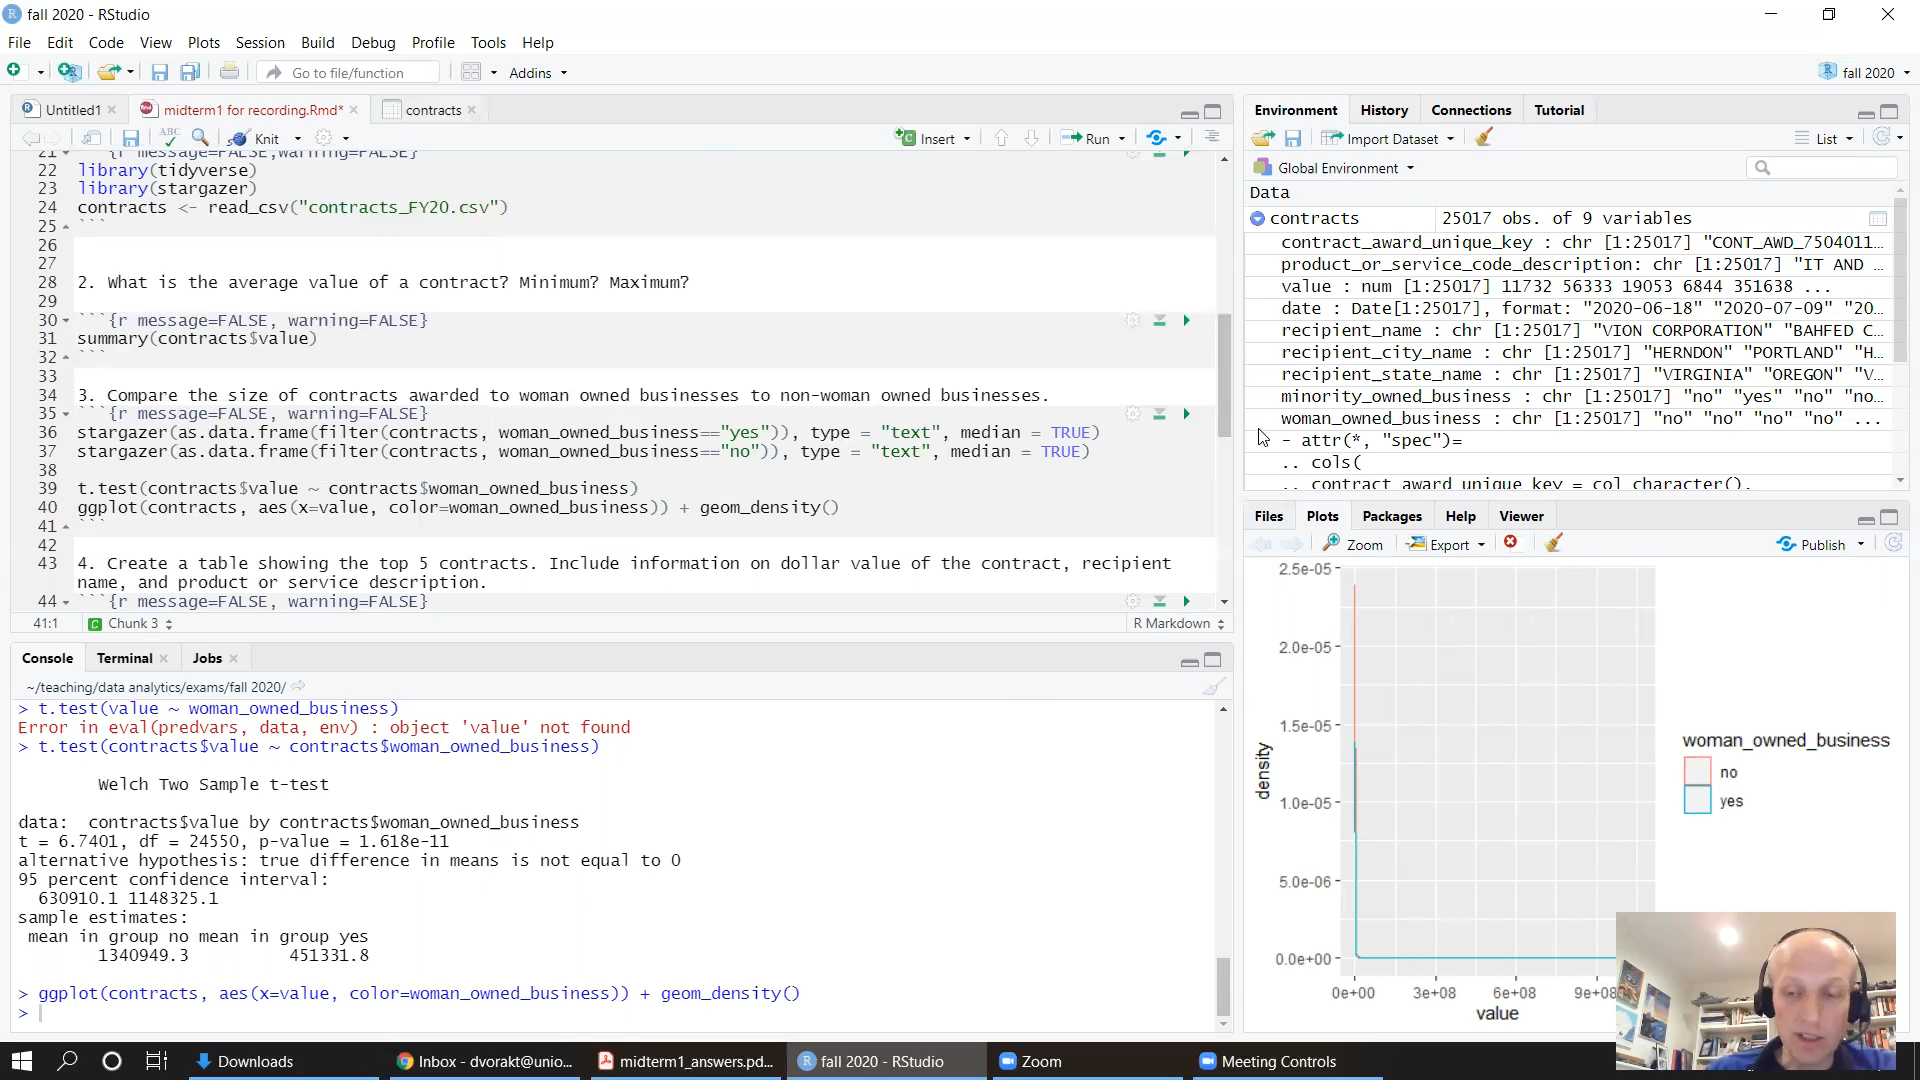 fall 2020 - RStudio
File Edit Code View Plots Session Build Debug Profile Tools Help
Go to file/function Addins fall 2020
Untitled1 midterm1 for recording.Rmd* contracts
ABC Knit Insert Run
21 ```{r message=FALSE,warning=FALSE}
22 library(tidyverse)
23 library(stargazer)
24 contracts <- read_csv("contracts_FY20.csv")
25 ```
26
27
28 2. What is the average value of a contract? Minimum? Maximum?
29
30 ```{r message=FALSE, warning=FALSE}
31 summary(contracts$value)
32 ```
33
34 3. Compare the size of contracts awarded to woman owned businesses to non-woman owned businesses.
35 ```{r message=FALSE, warning=FALSE}
36 stargazer(as.data.frame(filter(contracts, woman_owned_business=="yes")), type = "text", median = TRUE)
37 stargazer(as.data.frame(filter(contracts, woman_owned_business=="no")), type = "text", median = TRUE)
38
39 t.test(contracts$value ~ contracts$woman_owned_business)
40 ggplot(contracts, aes(x=value, color=woman_owned_business)) + geom_density()
41 ```
42
43 4. Create a table showing the top 5 contracts. Include information on dollar value of the contract, recipient
name, and product or service description.
44 ```{r message=FALSE, warning=FALSE}
41:1 Chunk 3 R Markdown
Console Terminal Jobs
~/teaching/data analytics/exams/fall 2020/
> t.test(value ~ woman_owned_business)
Error in eval(predvars, data, env) : object 'value' not found
> t.test(contracts$value ~ contracts$woman_owned_business)
Welch Two Sample t-test
data: contracts$value by contracts$woman_owned_business
t = 6.7401, df = 24550, p-value = 1.618e-11
alternative hypothesis: true difference in means is not equal to 0
95 percent confidence interval:
630910.1 1148325.1
sample estimates:
mean in group no mean in group yes
1340949.3 451331.8
> ggplot(contracts, aes(x=value, color=woman_owned_business)) + geom_density()
>
Environment History Connections Tutorial
Import Dataset List
Global Environment
Data
contracts 25017 obs. of 9 variables
contract_award_unique_key : chr [1:25017] "CONT_AWD_7504011...
product_or_service_code_description: chr [1:25017] "IT AND ...
value : num [1:25017] 11732 56333 19053 6844 351638 ...
date : Date[1:25017], format: "2020-06-18" "2020-07-09" "20...
recipient_name : chr [1:25017] "VION CORPORATION" "BAHFED C...
recipient_city_name : chr [1:25017] "HERNDON" "PORTLAND" "H...
recipient_state_name : chr [1:25017] "VIRGINIA" "OREGON" "V...
minority_owned_business : chr [1:25017] "no" "yes" "no" "no...
woman_owned_business : chr [1:25017] "no" "no" "no" "no" ...
- attr(*, "spec")=
.. cols(
.. contract_award_unique_key = col_character(),
Files Plots Packages Help Viewer
Zoom Export Publish
2.5e-05
2.0e-05
1.5e-05
1.0e-05
5.0e-06
0.0e+00
density
0e+00 3e+08 6e+08 9e+08
value
woman_owned_business
no
yes
Downloads Inbox - dvorakt@unio... midterm1_answers.pd... fall 2020 - RStudio Zoom Meeting Controls